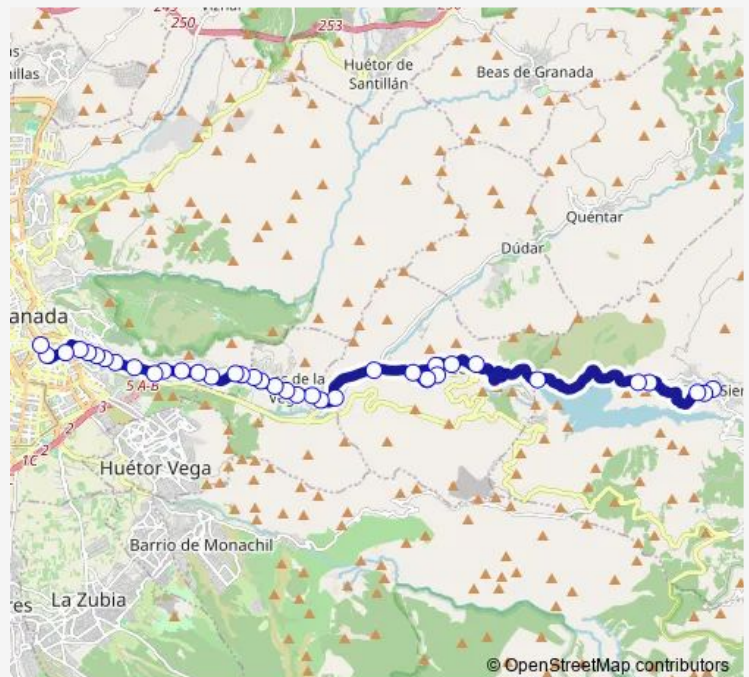 250
253
Huétor de
Santillán
Beas de Granada
Quéntar
Dúdar
5 A-B
3
2
2
1C
Huétor Vega
Barrio de Monachil
La Zubia
© OpenStreetMap contributors